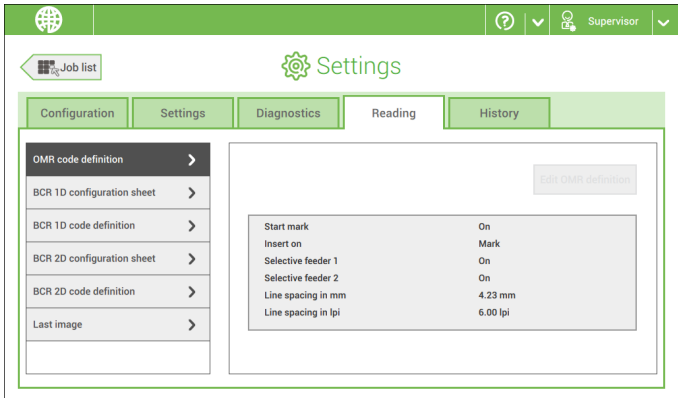 Supervisor
Job list
Settings
Configuration
Settings
Diagnostics
Reading
History
OMR code definition
BCR 1D configuration sheet
BCR 1D code definition
BCR 2D configuration sheet
BCR 2D code definition
Last image
Edit OMR definition
Start mark On
Insert on Mark
Selective feeder 1 On
Selective feeder 2 On
Line spacing in mm 4.23 mm
Line spacing in lpi 6.00 lpi